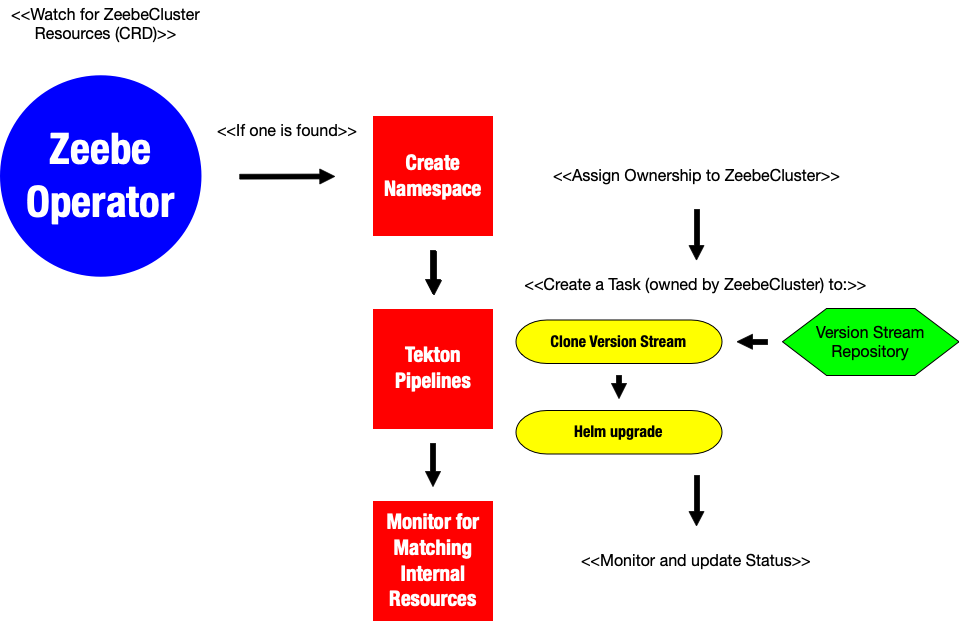 <<Watch for ZeebeCluster
Resources (CRD)>>
Zeebe
Operator
<<If one is found>>
Create
Namespace
<<Assign Ownership to ZeebeCluster>>
<<Create a Task (owned by ZeebeCluster) to:>>
Tekton
Pipelines
Clone Version Stream
Version Stream
Repository
Helm upgrade
Monitor for
Matching
Internal
Resources
<<Monitor and update Status>>